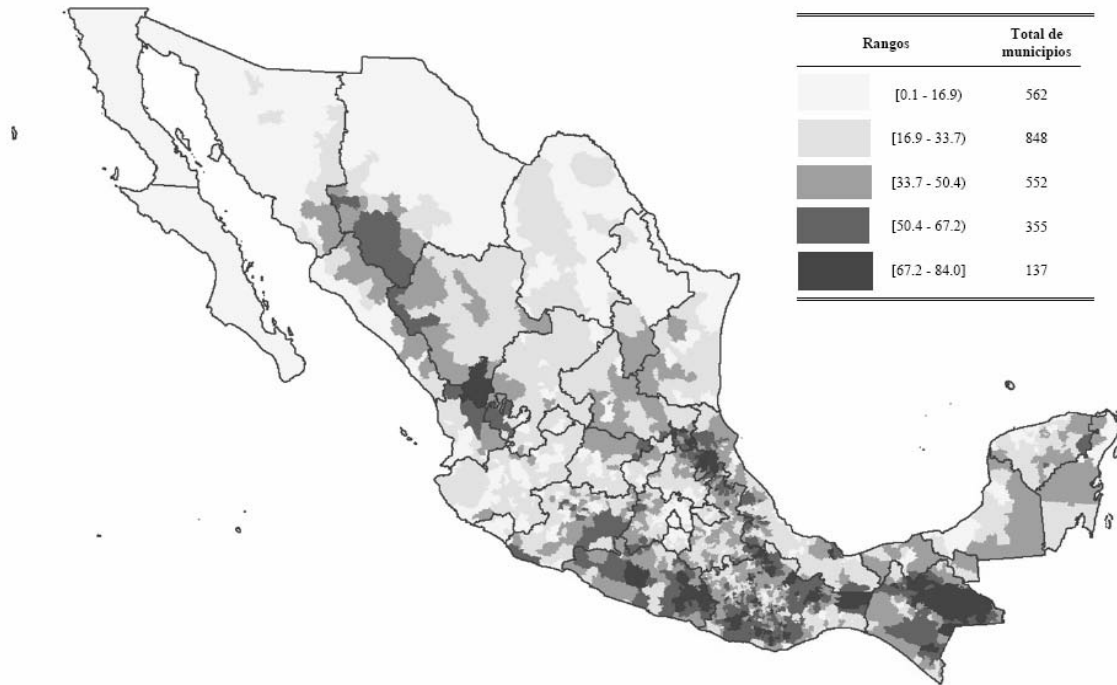 Rangos Total de
municipios
[0.1 - 16.9) 562
[16.9 - 33.7) 848
[33.7 - 50.4) 552
[50.4 - 67.2) 355
[67.2 - 84.0] 137